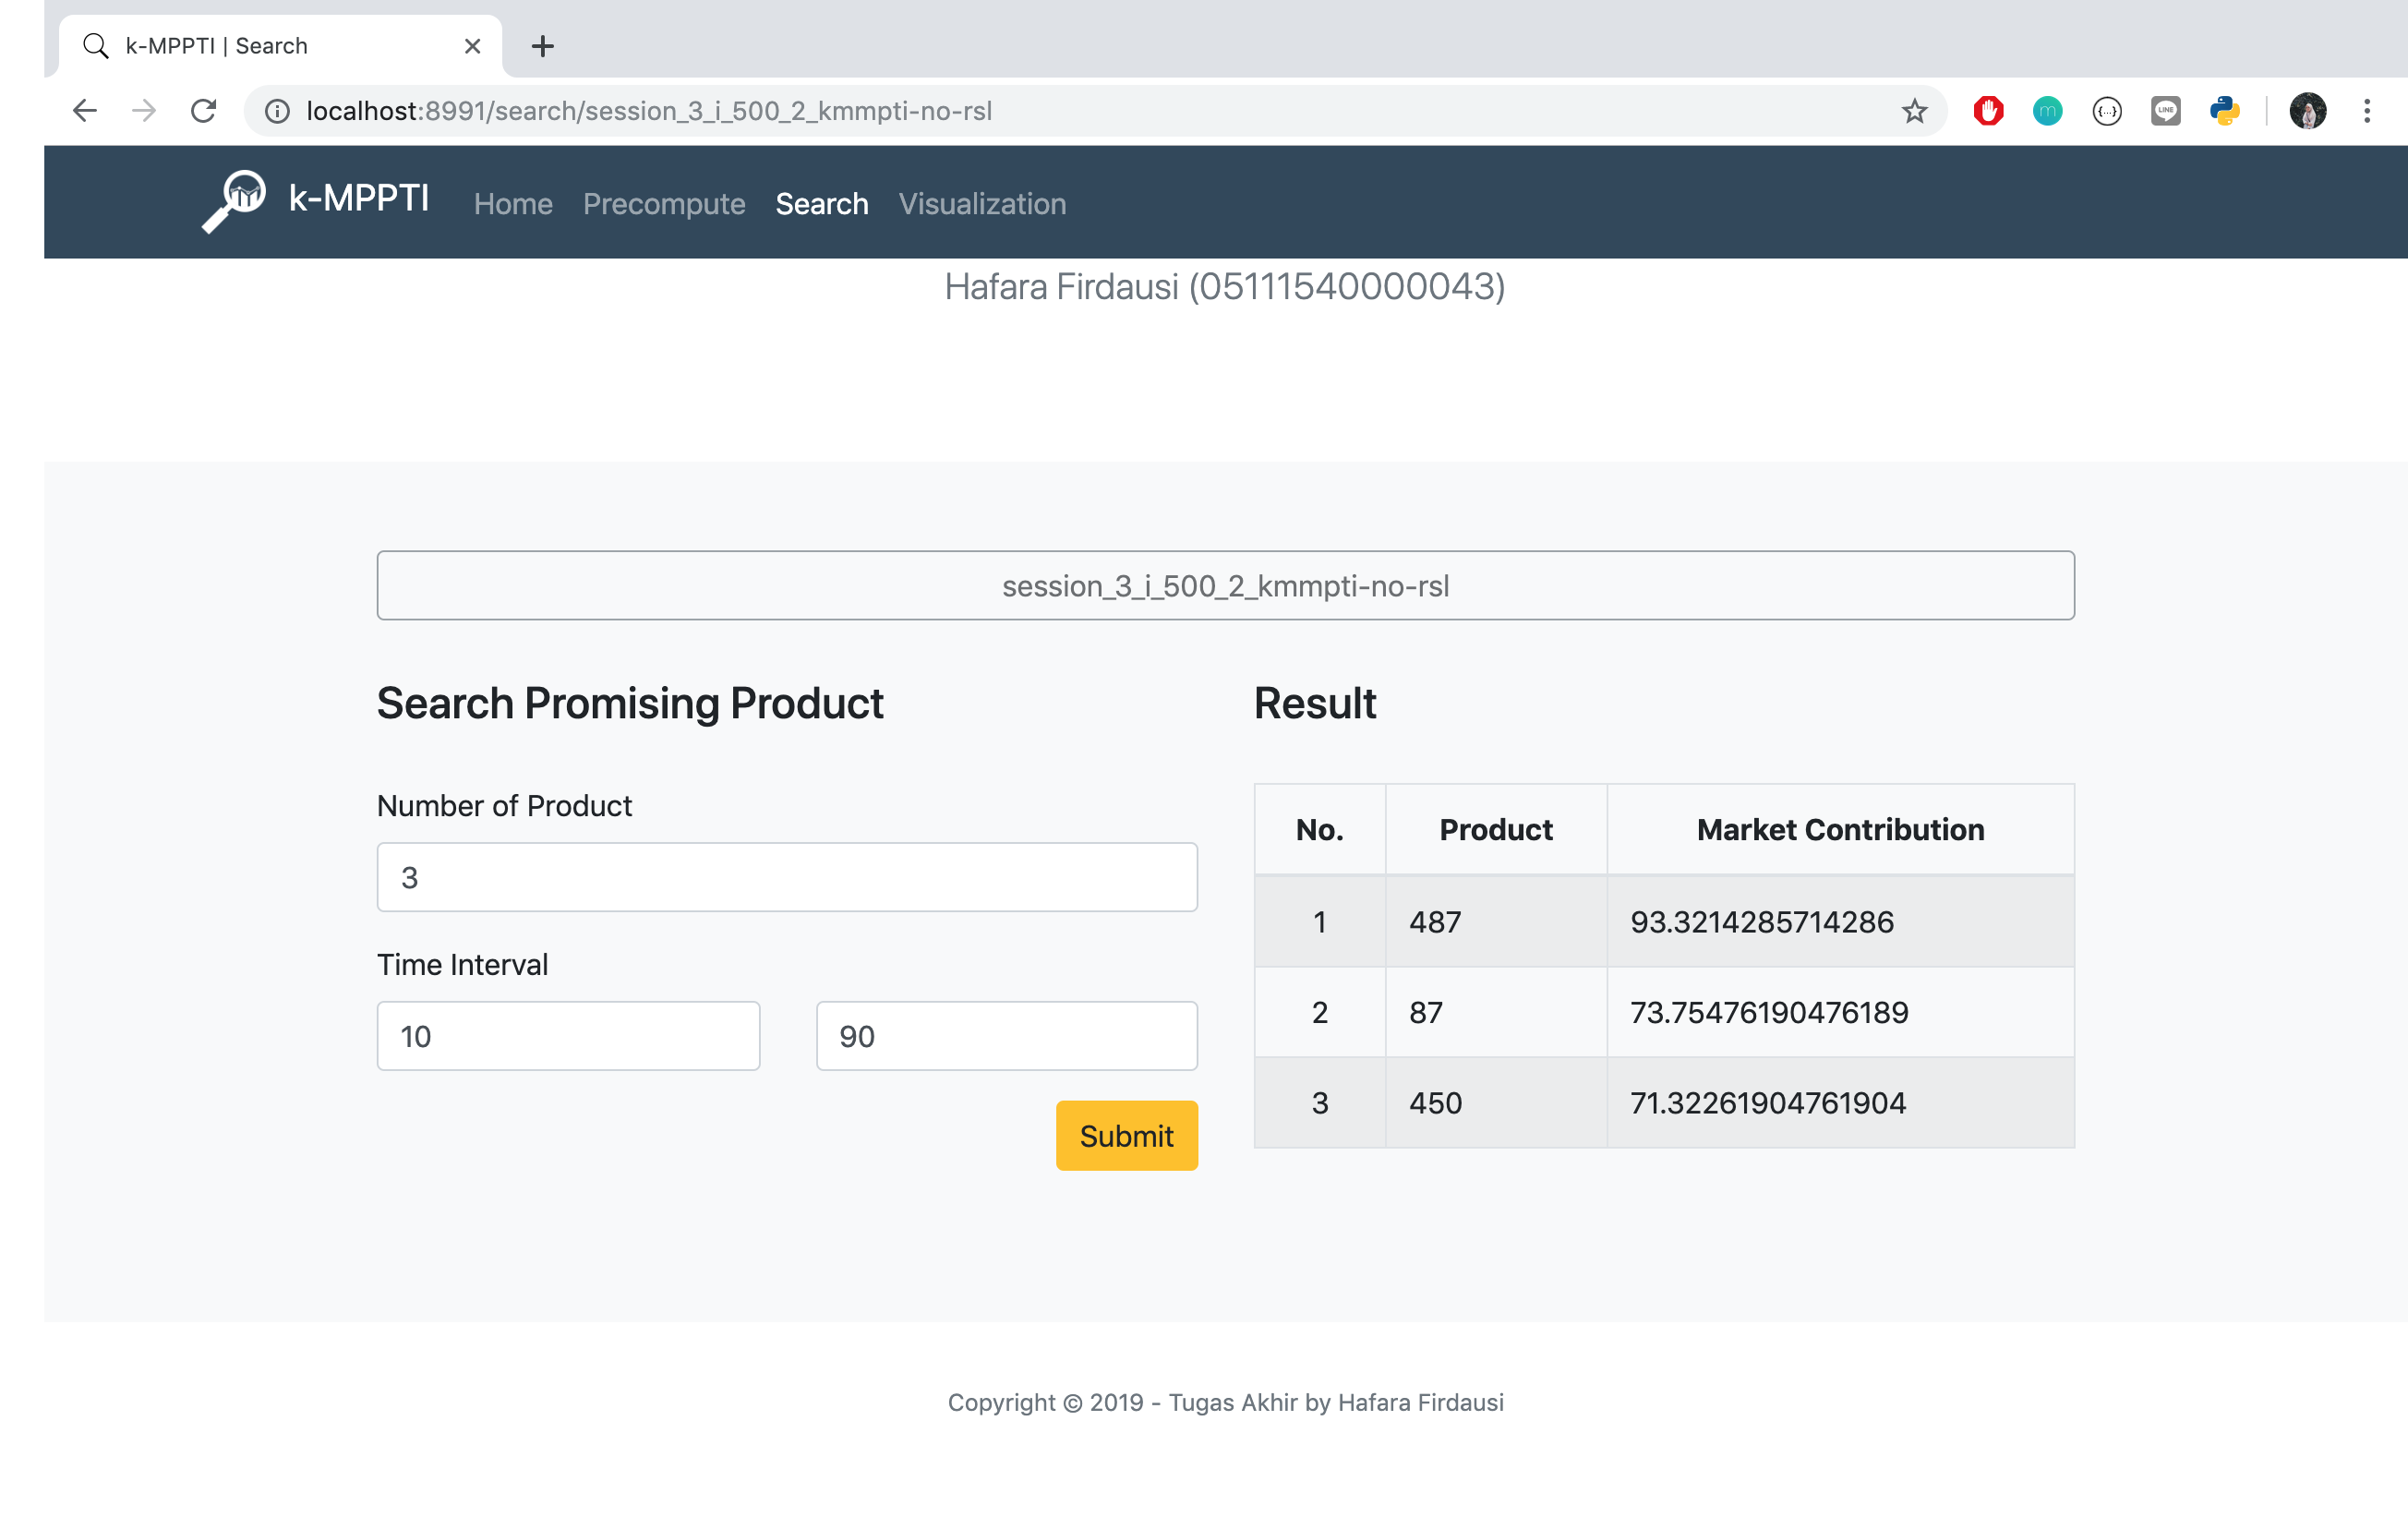 k-MPPTI | Search
localhost:8991/search/session_3_i_500_2_kmmpti-no-rsl
m
{...}
LINE
k-MPPTI Home Precompute Search Visualization
Hafara Firdausi (05111540000043)
session_3_i_500_2_kmmpti-no-rsl
Search Promising Product
Number of Product
3
Time Interval
10 90
Submit
Result
No. Product Market Contribution
1 487 93.3214285714286
2 87 73.75476190476189
3 450 71.32261904761904
Copyright © 2019 - Tugas Akhir by Hafara Firdausi